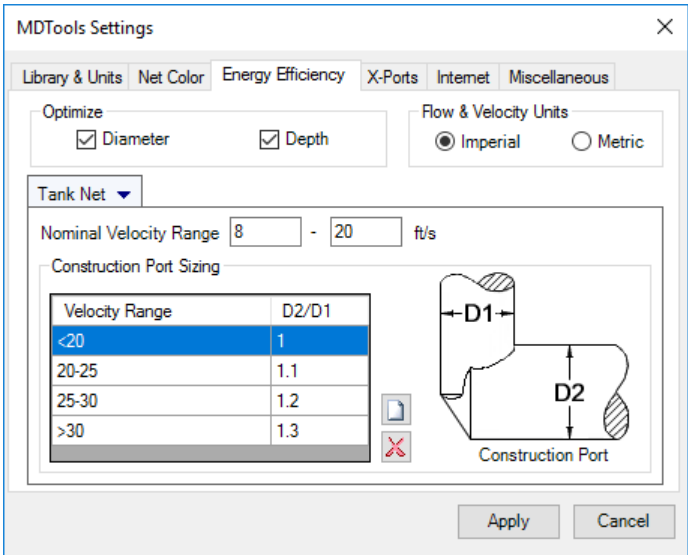 MDTools Settings
Library & Units Net Color Energy Efficiency X-Ports Internet Miscellaneous
Optimize
Diameter Depth
Flow & Velocity Units
Imperial Metric
Tank Net
Nominal Velocity Range 8 - 20 ft/s
Construction Port Sizing
Velocity Range D2/D1
<20 1
20-25 1.1
25-30 1.2
>30 1.3
D1
D2
Construction Port
Apply Cancel